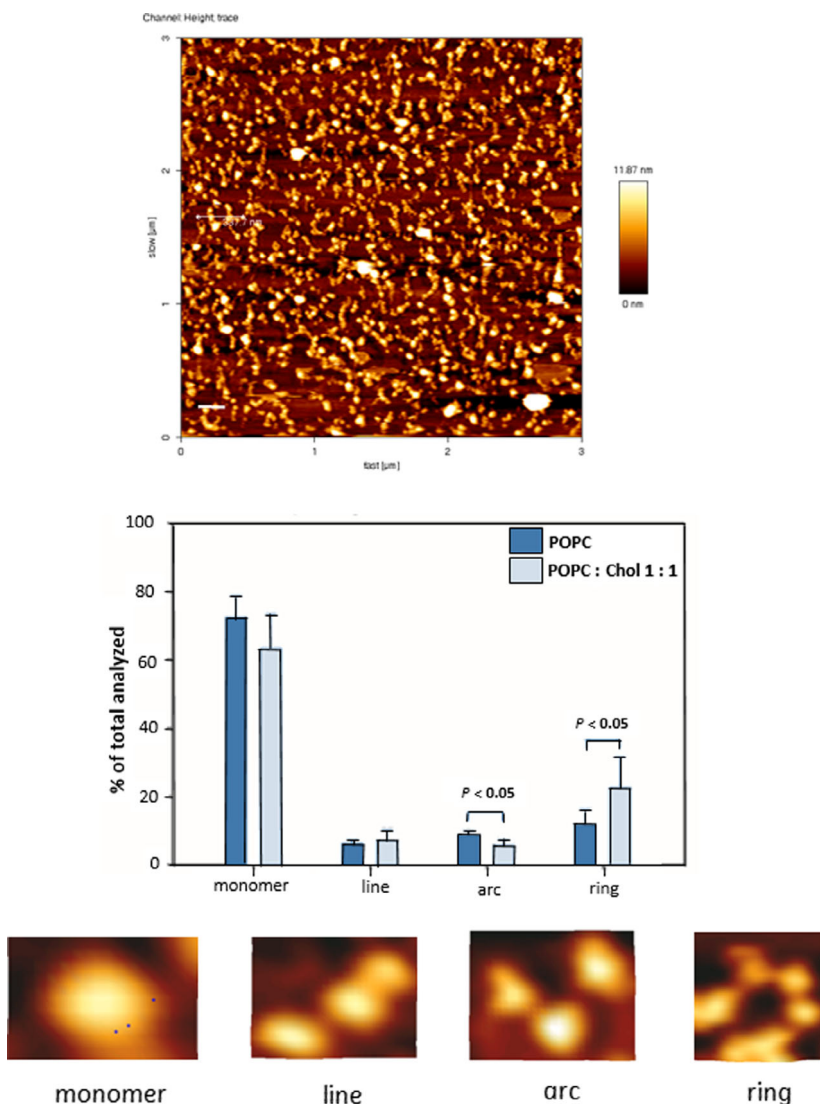 Channel: Height, trace
3
2
1
0
slow [µm]
0 1 2 3
fast [µm]
11.87 nm
0 nm
100
80
60
40
20
0
% of total analyzed
POPC
POPC : Chol 1 : 1
P < 0.05
P < 0.05
monomer line arc ring
monomer line arc ring